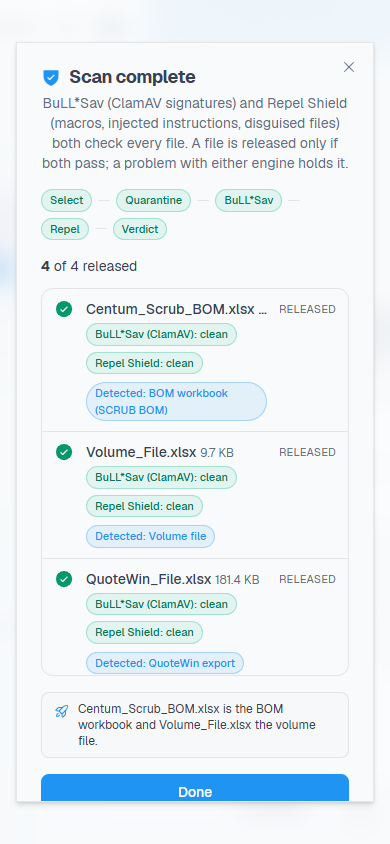 Scan complete
BuLL*Sav (ClamAV signatures) and Repel Shield
(macros, injected instructions, disguised files)
both check every file. A file is released only if
both pass; a problem with either engine holds it.
Select
Quarantine
BuLL*Sav
Repel
Verdict
4 of 4 released
Centum_Scrub_BOM.xlsx ... RELEASED
BuLL*Sav (ClamAV): clean
Repel Shield: clean
Detected: BOM workbook
(SCRUB BOM)
Volume_File.xlsx 9.7 KB RELEASED
BuLL*Sav (ClamAV): clean
Repel Shield: clean
Detected: Volume file
QuoteWin_File.xlsx 181.4 KB RELEASED
BuLL*Sav (ClamAV): clean
Repel Shield: clean
Detected: QuoteWin export
Centum_Scrub_BOM.xlsx is the BOM
workbook and Volume_File.xlsx the volume
file.
Done